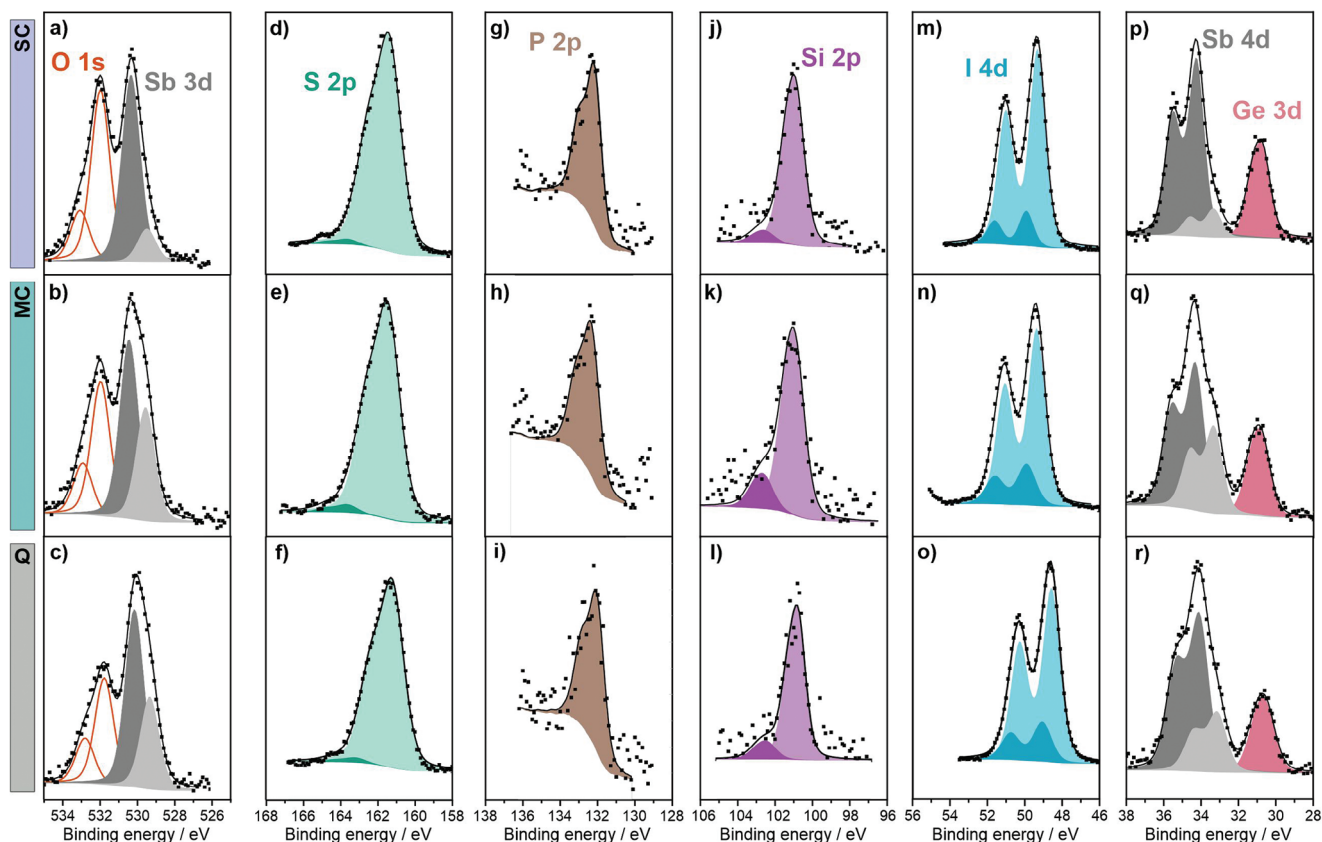 SC
a)
O 1s
Sb 3d
d)
S 2p
g)
P 2p
j)
Si 2p
m)
I 4d
p)
Sb 4d
Ge 3d
MC
b)
e)
h)
k)
n)
q)
Q
c)
f)
i)
l)
o)
r)
534 532 530 528 526
168 166 164 162 160 158
138 136 134 132 130 128
106 104 102 100 98 96
56 54 52 50 48 46
38 36 34 32 30 28
Binding energy / eV
Binding energy / eV
Binding energy / eV
Binding energy / eV
Binding energy / eV
Binding energy / eV